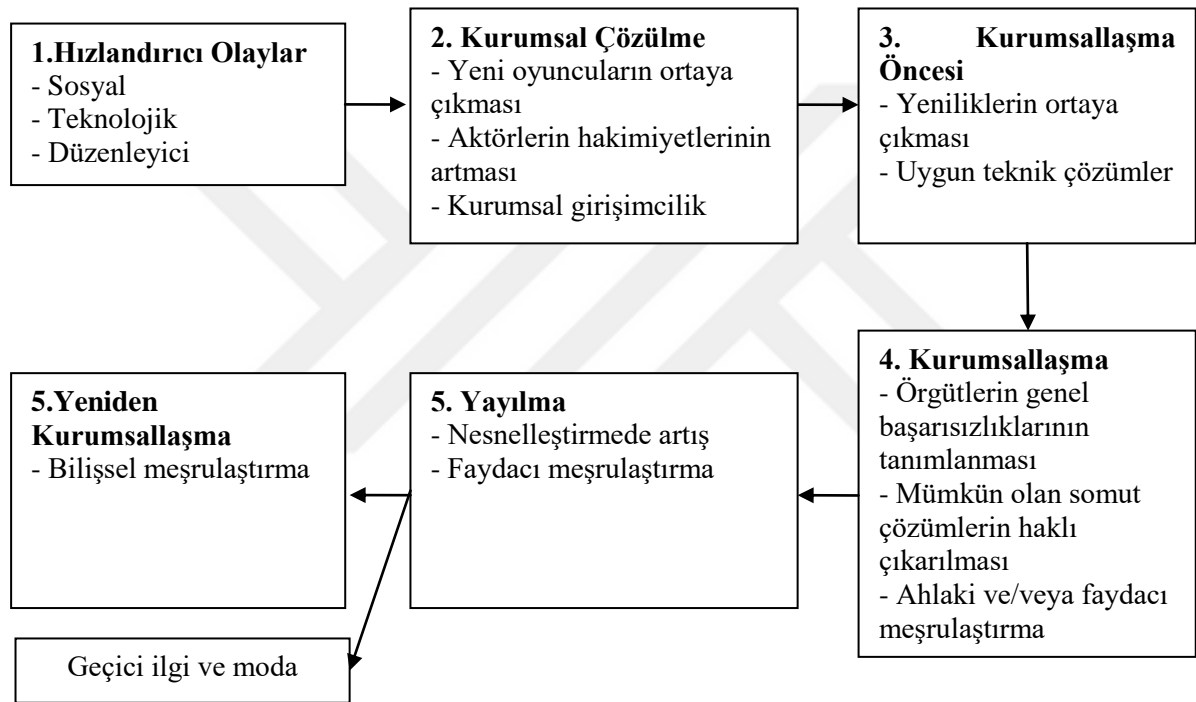 1.Hızlandırıcı Olaylar
- Sosyal
- Teknolojik
- Düzenleyici
2. Kurumsal Çözülme
- Yeni oyuncuların ortaya
çıkması
- Aktörlerin hakimiyetlerinin
artması
- Kurumsal girişimcilik
3. Kurumsallaşma
Öncesi
- Yeniliklerin ortaya
çıkması
- Uygun teknik çözümler
4. Kurumsallaşma
- Örgütlerin genel
başarısızlıklarının
tanımlanması
- Mümkün olan somut
çözümlerin haklı
çıkarılması
- Ahlaki ve/veya faydacı
meşrulaştırma
5. Yayılma
- Nesnelleştirmede artış
- Faydacı meşrulaştırma
5.Yeniden
Kurumsallaşma
- Bilişsel meşrulaştırma
Geçici ilgi ve moda